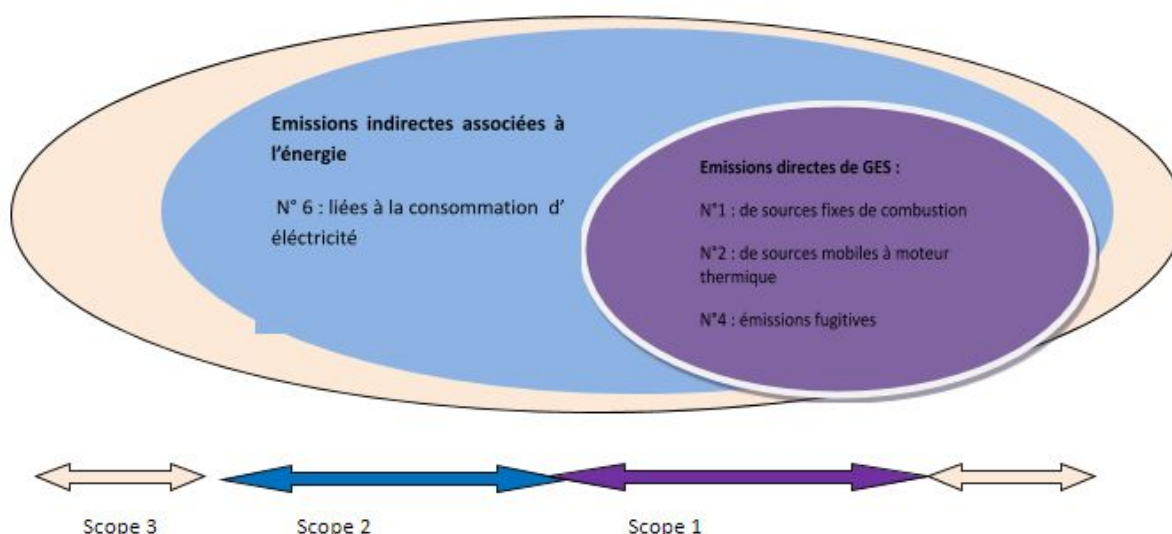 Emissions indirectes associées à
l'énergie
N° 6 : liées à la consommation d'
éléctricité
Emissions directes de GES :
N°1 : de sources fixes de combustion
N°2 : de sources mobiles à moteur
thermique
N°4 : émissions fugitives
Scope 3
Scope 2
Scope 1